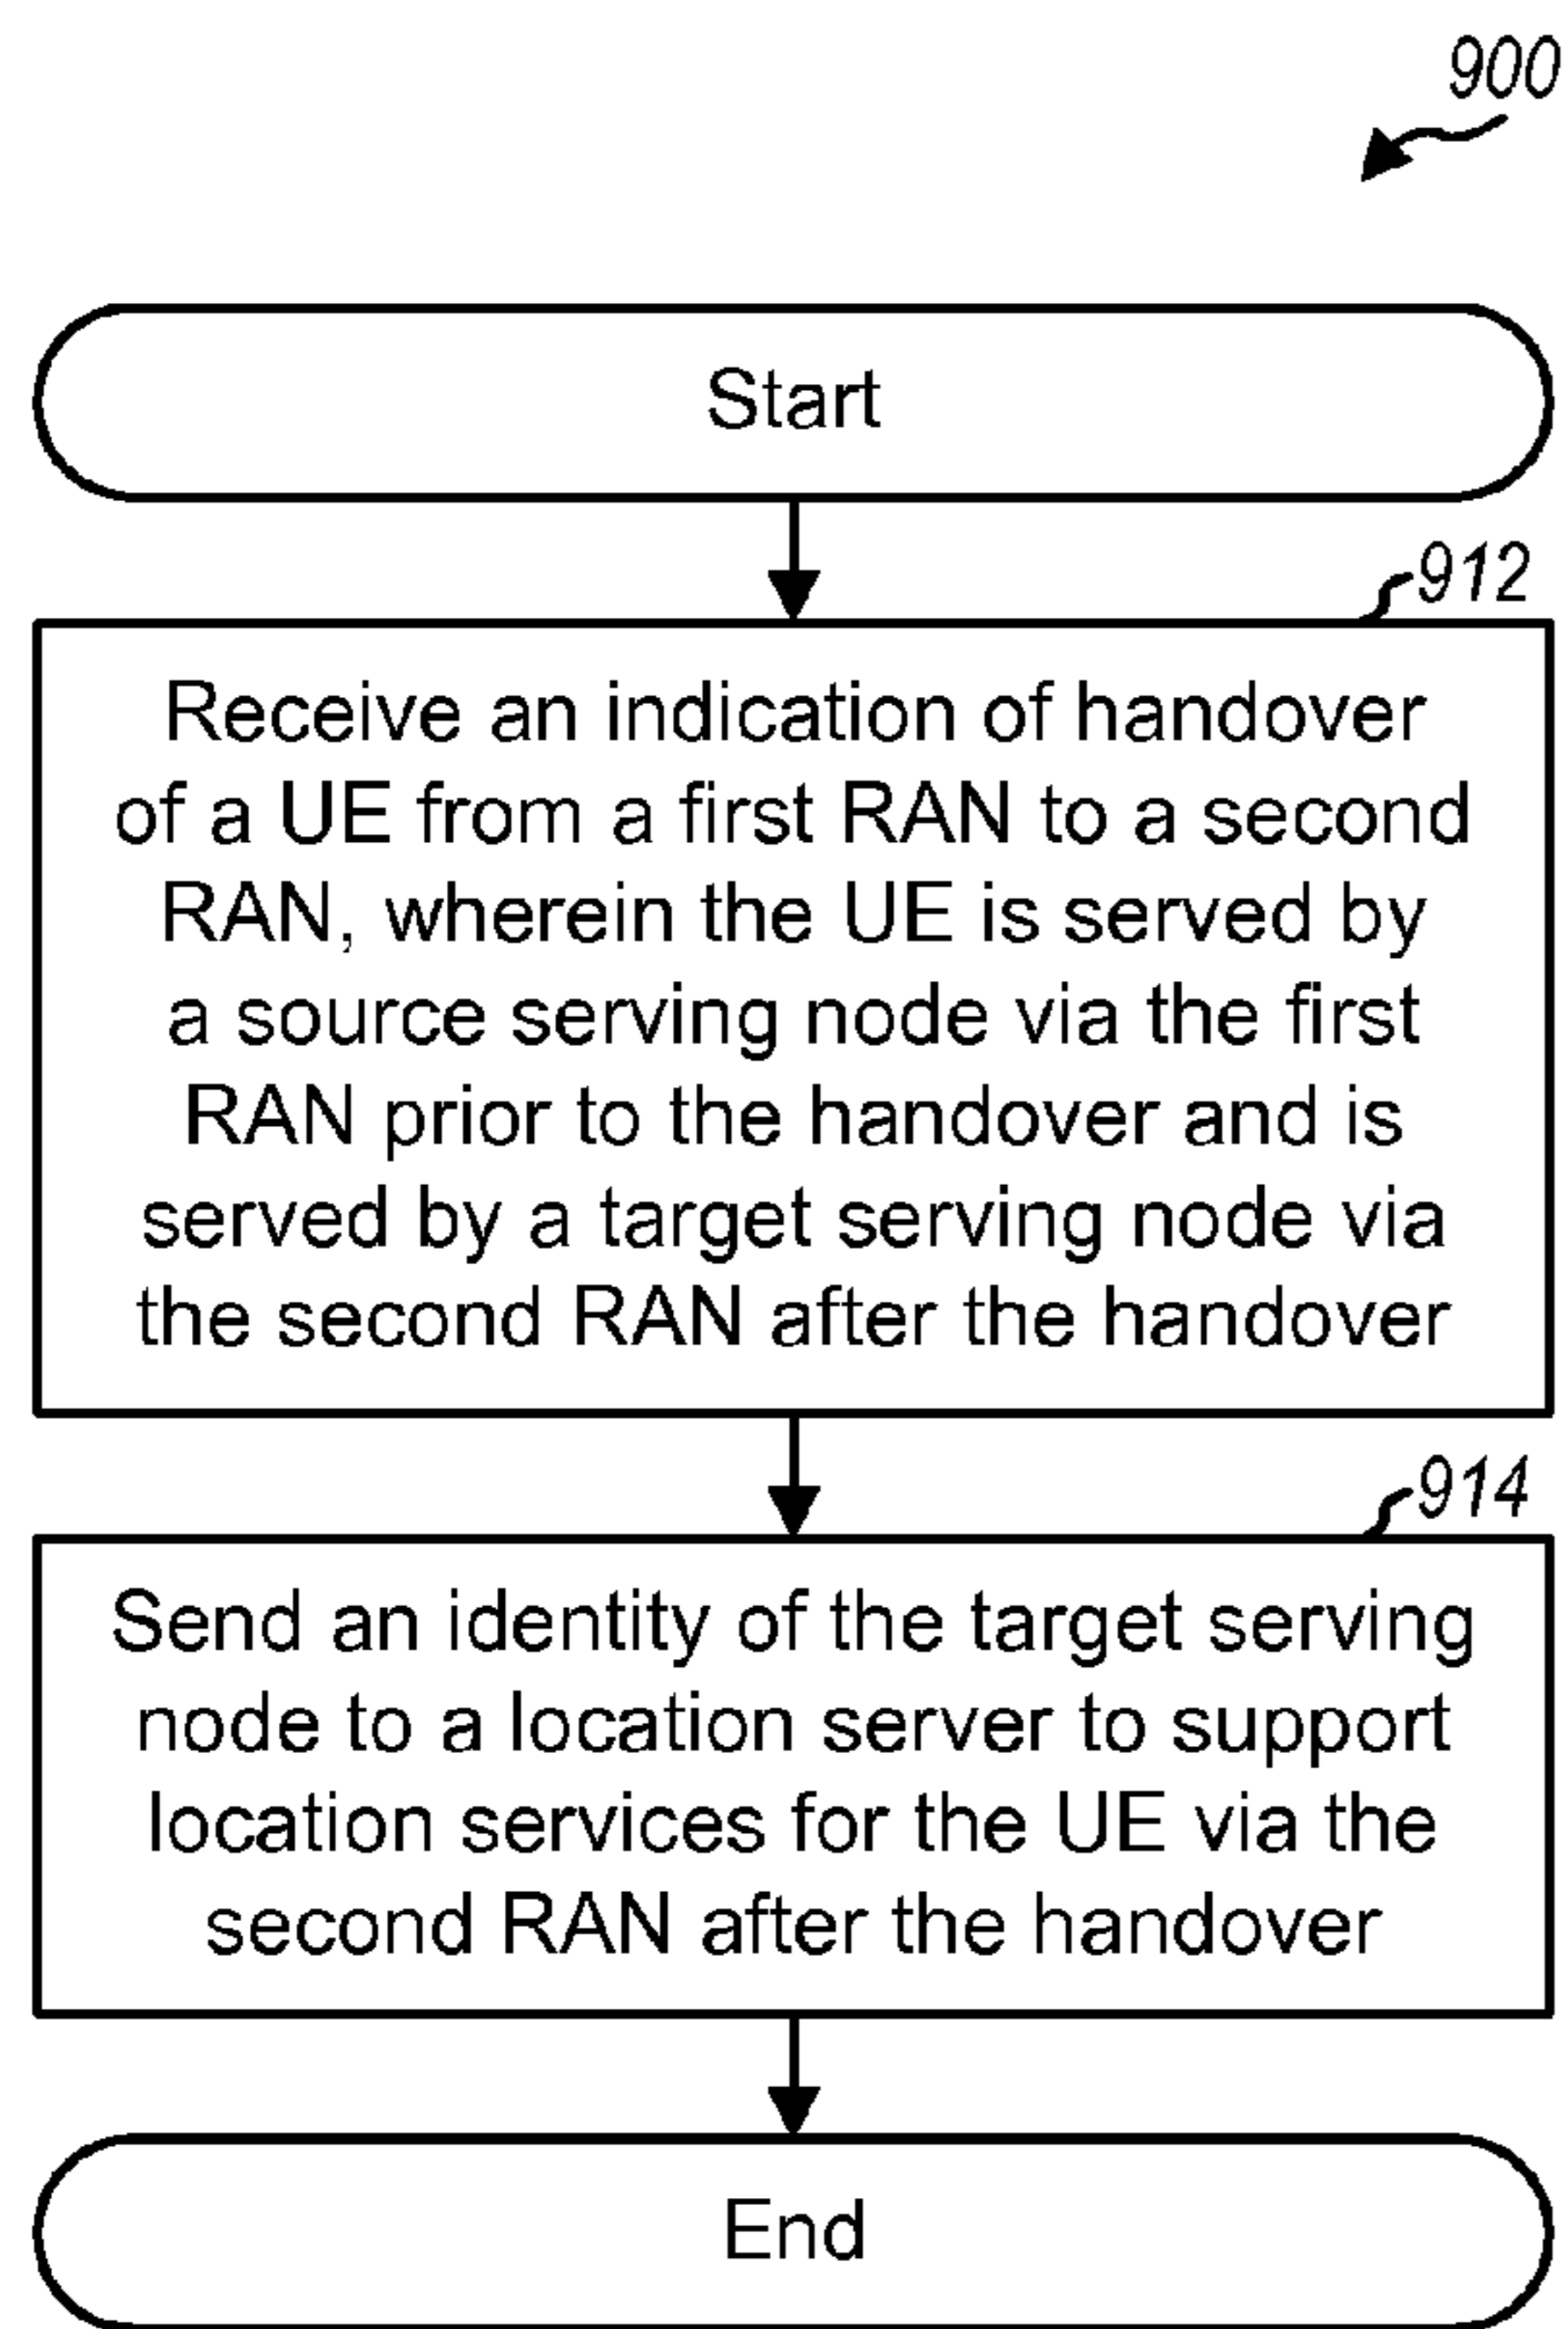 900
Start
912
Receive an indication of handover
of a UE from a first RAN to a second
RAN, wherein the UE is served by
a source serving node via the first
RAN prior to the handover and is
served by a target serving node via
the second RAN after the handover
914
Send an identity of the target serving
node to a location server to support
location services for the UE via the
second RAN after the handover
End